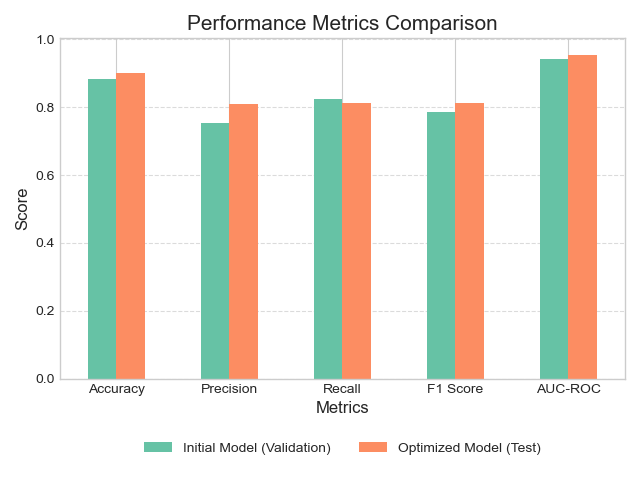 Performance Metrics Comparison
1.0
0.8
0.6
0.4
0.2
0.0
Score
Accuracy Precision Recall F1 Score AUC-ROC
Metrics
Initial Model (Validation) Optimized Model (Test)